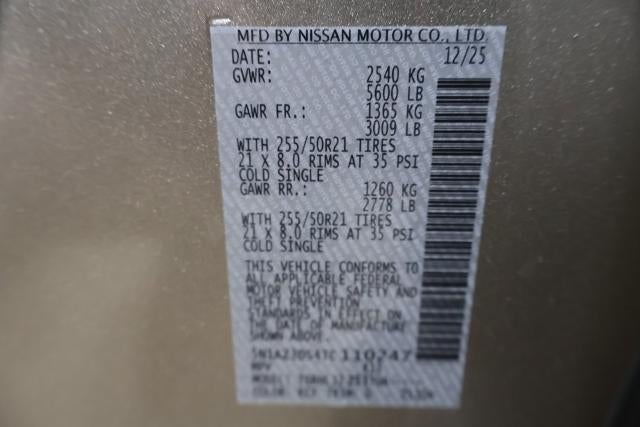 MFD BY NISSAN MOTOR CO., LTD.
DATE: 12/25
GVWR: 2540 KG
5600 LB
GAWR FR.: 1365 KG
3009 LB
WITH 255/50R21 TIRES
21 X 8.0 RIMS AT 35 PSI
COLD SINGLE
GAWR RR.: 1260 KG
2778 LB
WITH 255/50R21 TIRES
21 X 8.0 RIMS AT 35 PSI
COLD SINGLE
THIS VEHICLE CONFORMS TO
ALL APPLICABLE FEDERAL
MOTOR VEHICLE SAFETY AND
THEFT PREVENTION
STANDARDS IN EFFECT ON
THE DATE OF MANUFACTURE
110247
MPV
MODEL:
COLOR: